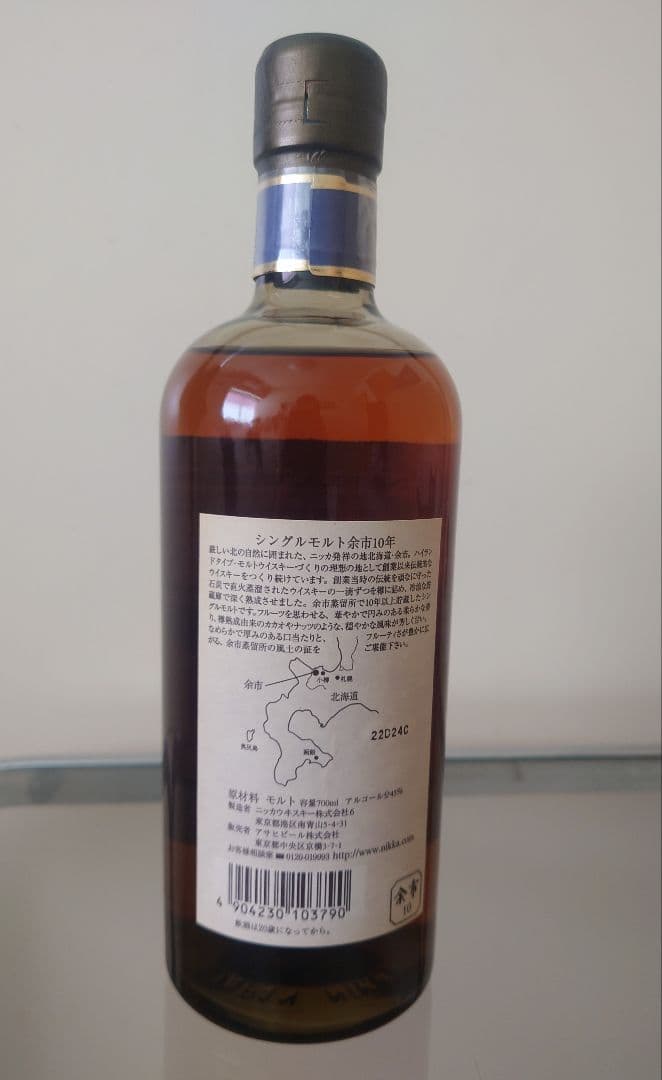 シングルモルト余市10年
厳しい北の自然に囲まれた、ニッカ発祥の地北海道・余市。ハイラン
ドタイプ・モルトウイスキーづくりの理想の地として創業以来伝統的な
ウイスキーをつくり続けています。創業当時の伝統を頑なに守った
石炭で直火蒸溜されたウイスキーの一滴ずつを樽に詰め、冷涼な貯
蔵庫で深く熟成させました。余市蒸留所で10年以上貯蔵したシン
グルモルトです。フルーツを思わせる、華やかで円みのある柔らかな香
り、樽熟成由来のカカオやナッツのような、穏やかな風味が芳しく匂い、
なめらかで厚みのある口当たりと、フルーティさが豊かに広
がる、余市蒸留所の風土の証をご堪能下さい。
余市
小樽
札幌
北海道
奥尻島
函館
22D24C
原材料 モルト 容量700ml アルコール分45%
製造者 ニッカウヰスキー株式会社6
東京都港区南青山5-4-31
販売者 アサヒビール株式会社
東京都中央区京橋3-7-1
お客様相談室☎0120-019993 http://www.nikka.com
4 904230 103790
余市
10
飲酒は20歳になってから。